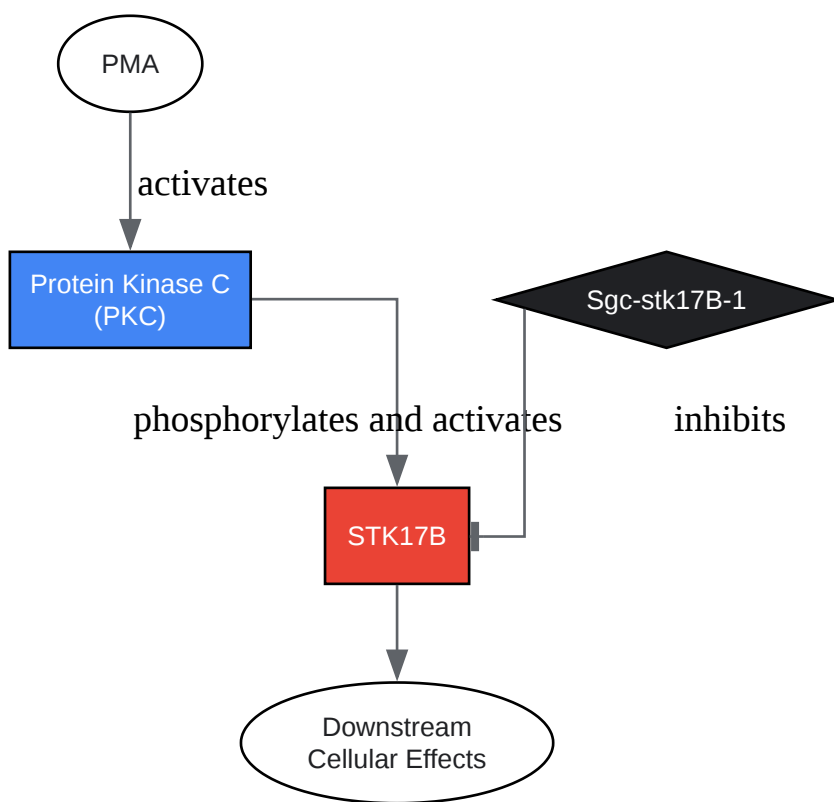 PMA
activates
Protein Kinase C
(PKC)
Sgc-stk17B-1
phosphorylates and activates
inhibits
STK17B
Downstream
Cellular Effects